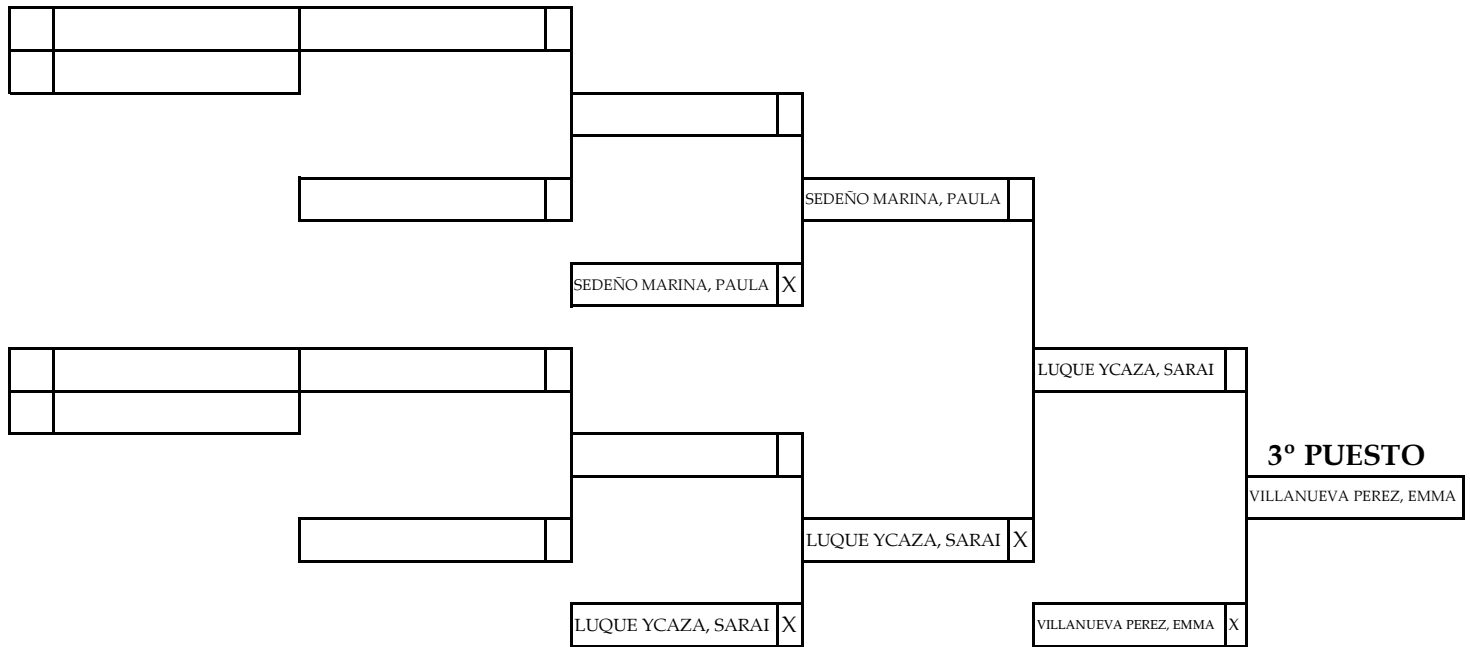 SEDEÑO MARINA, PAULA
SEDEÑO MARINA, PAULA X
LUQUE YCAZA, SARAI
3º PUESTO
VILLANUEVA PEREZ, EMMA
LUQUE YCAZA, SARAI X
LUQUE YCAZA, SARAI X
VILLANUEVA PEREZ, EMMA X